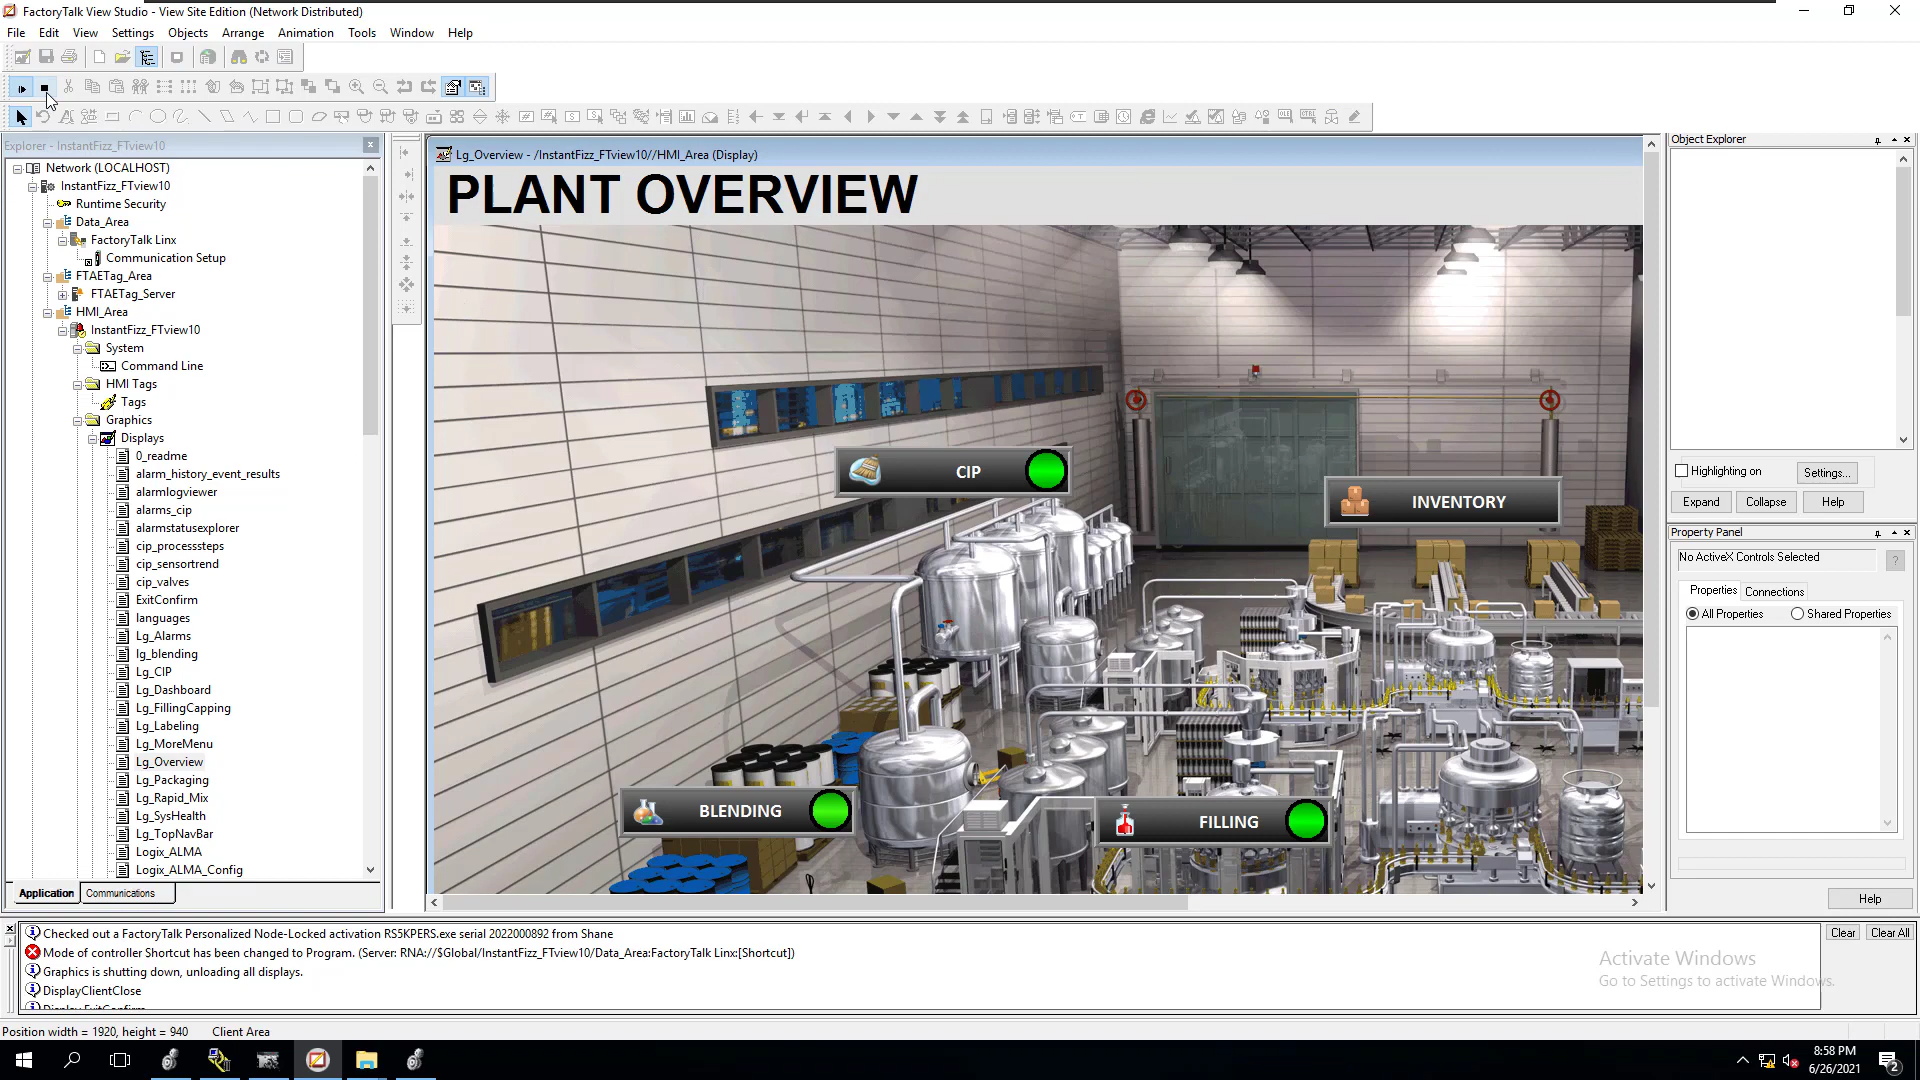 FactoryTalk View Studio - View Site Edition (Network Distributed)
File Edit View Settings Objects Arrange Animation Tools Window Help
Explorer - InstantFizz_FTview10
Network (LOCALHOST)
InstantFizz_FTview10
Runtime Security
Data_Area
FactoryTalk Linx
Communication Setup
FTAETag_Area
FTAETag_Server
HMI_Area
InstantFizz_FTview10
System
Command Line
HMI Tags
Tags
Graphics
Displays
0_readme
alarm_history_event_results
alarmlogviewer
alarms_cip
alarmstatusexplorer
cip_processsteps
cip_sensortrend
cip_valves
ExitConfirm
languages
Lg_Alarms
lg_blending
Lg_CIP
Lg_Dashboard
Lg_FillingCapping
Lg_Labeling
Lg_MoreMenu
Lg_Overview
Lg_Packaging
Lg_Rapid_Mix
Lg_SysHealth
Lg_TopNavBar
Logix_ALMA
Logix_ALMA_Config
Application Communications
Lg_Overview - /InstantFizz_FTview10//HMI_Area (Display)
PLANT OVERVIEW
CIP
INVENTORY
BLENDING
FILLING
Object Explorer
Highlighting on Settings...
Expand Collapse Help
Property Panel
No ActiveX Controls Selected
?
Properties Connections
All Properties Shared Properties
Help
Checked out a FactoryTalk Personalized Node-Locked activation RS5KPERS.exe serial 2022000892 from Shane
Mode of controller Shortcut has been changed to Program. (Server: RNA://$Global/InstantFizz_FTview10/Data_Area:FactoryTalk Linx:[Shortcut])
Graphics is shutting down, unloading all displays.
DisplayClientClose
Display ExitConfirm
Clear Clear All
Activate Windows
Go to Settings to activate Windows.
Position width = 1920, height = 940 Client Area
8:58 PM
6/26/2021
2